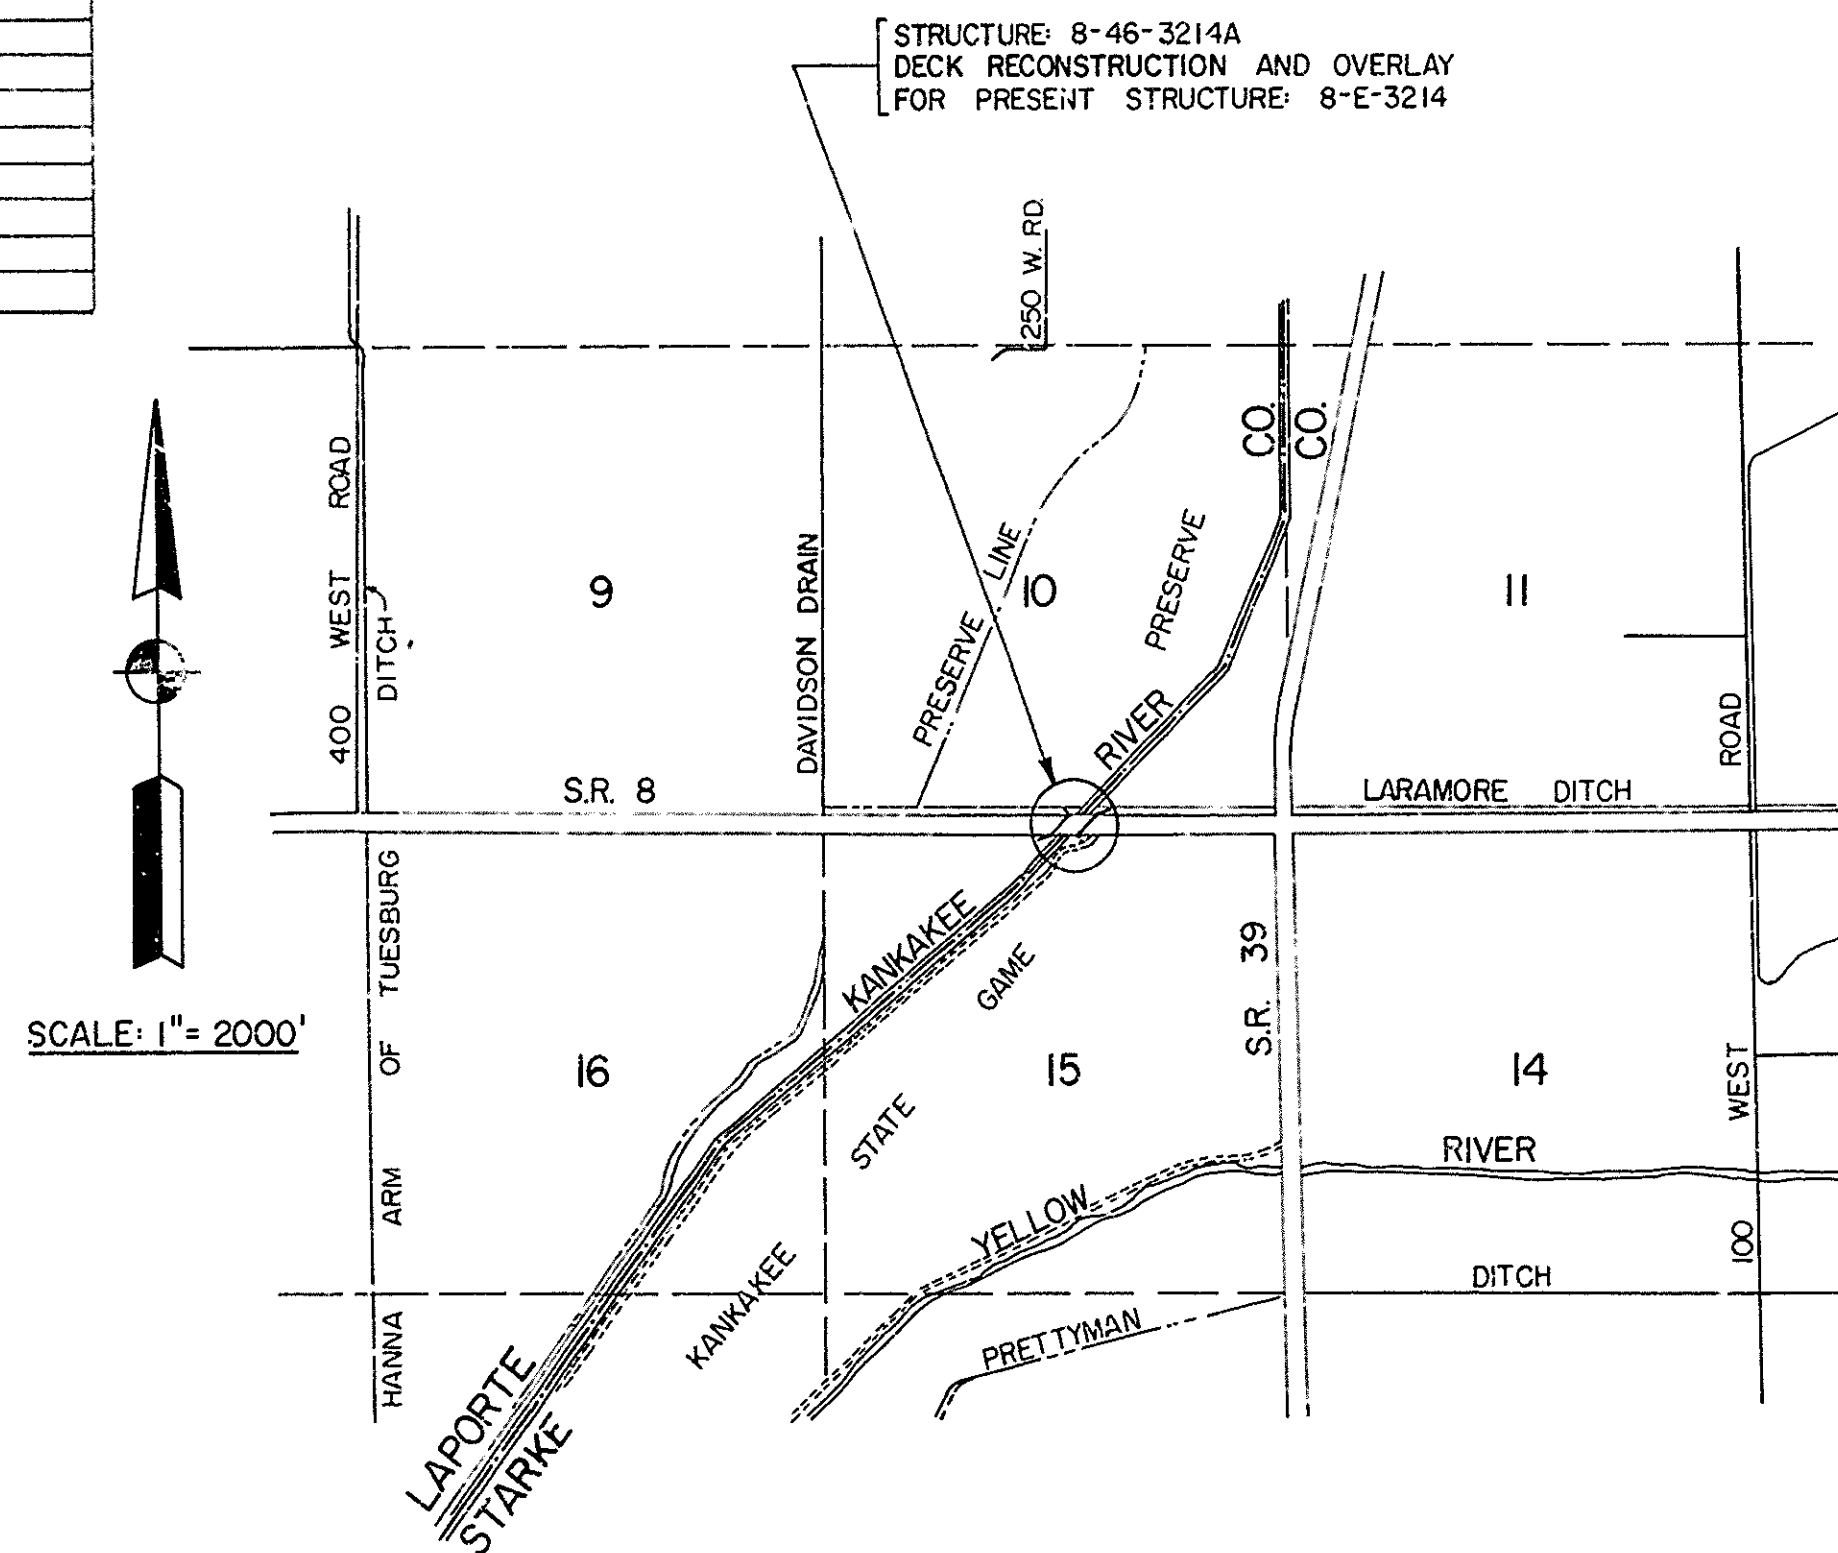 STRUCTURE: 8-46-3214A
DECK RECONSTRUCTION AND OVERLAY
FOR PRESENT STRUCTURE: 8-E-3214
250 W. RD.
CO.
CO.
400 WEST ROAD
DITCH
9
DAVIDSON DRAIN
PRESERVE LINE
10
PRESERVE
11
RIVER
ROAD
S.R. 8
LARAMORE DITCH
HANNA ARM OF TUESBURG
KANKAKEE
GAME
S.R. 39
SCALE: 1"= 2000'
16
15
14
WEST
STATE
RIVER
YELLOW
100
KANKAKEE
DITCH
PRETTYMAN
LAPORTE
STARKE